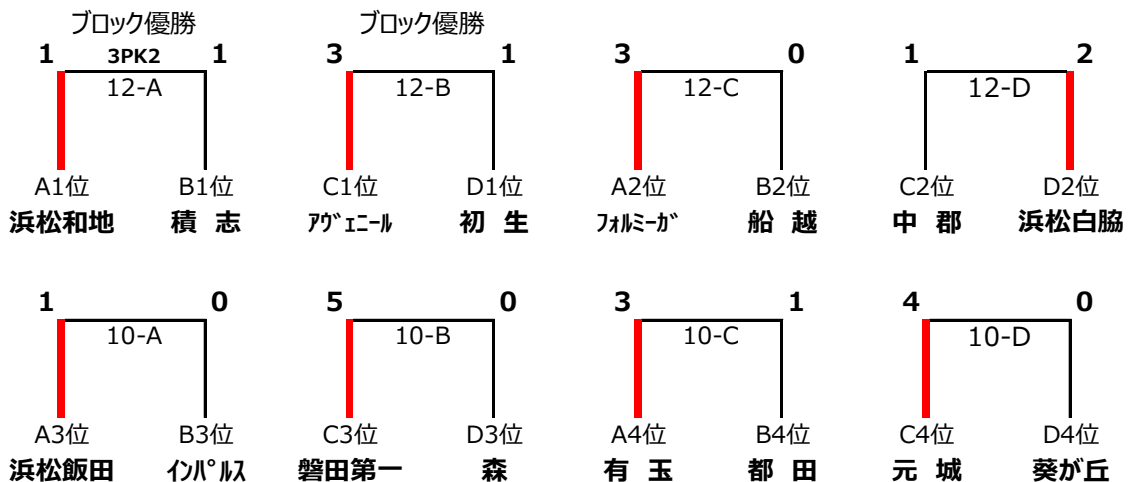 ブロック優勝 ブロック優勝
1 3PK2 1 3 1 3 0 1 2
12-A 12-B 12-C 12-D
A1位 B1位 C1位 D1位 A2位 B2位 C2位 D2位
浜松和地 積 志 ｱｳﾞｪﾆｰﾙ 初 生 ﾌｫﾙﾐｰｶﾞ 船 越 中 郡 浜松白脇
1 0 5 0 3 1 4 0
10-A 10-B 10-C 10-D
A3位 B3位 C3位 D3位 A4位 B4位 C4位 D4位
浜松飯田 ｲﾝﾊﾟﾙｽ 磐田第一 森 有 玉 都 田 元 城 葵が丘